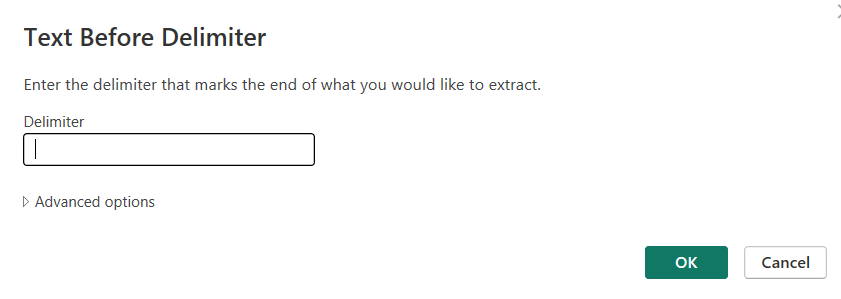 Text Before Delimiter
Enter the delimiter that marks the end of what you would like to extract.
Delimiter
Advanced options
OK Cancel